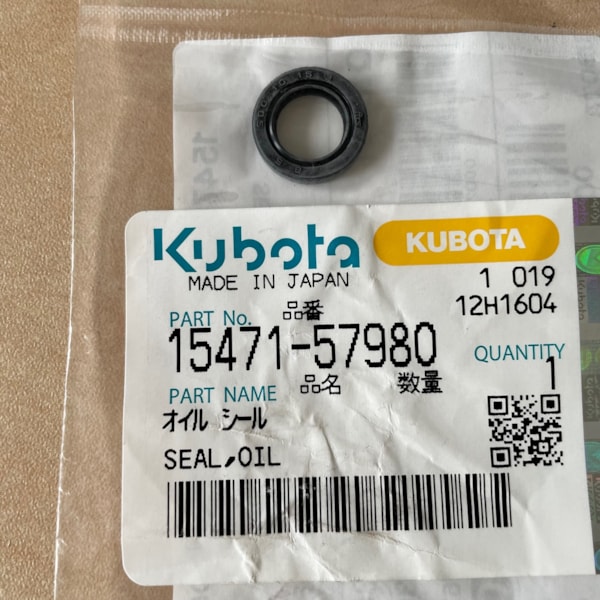 Kubota
KUBOTA
MADE IN JAPAN
1 019
12H1604
品番
PART No.
15471-57980
QUANTITY
1
品名
数量
PART NAME
オイル シール
SEAL,OIL